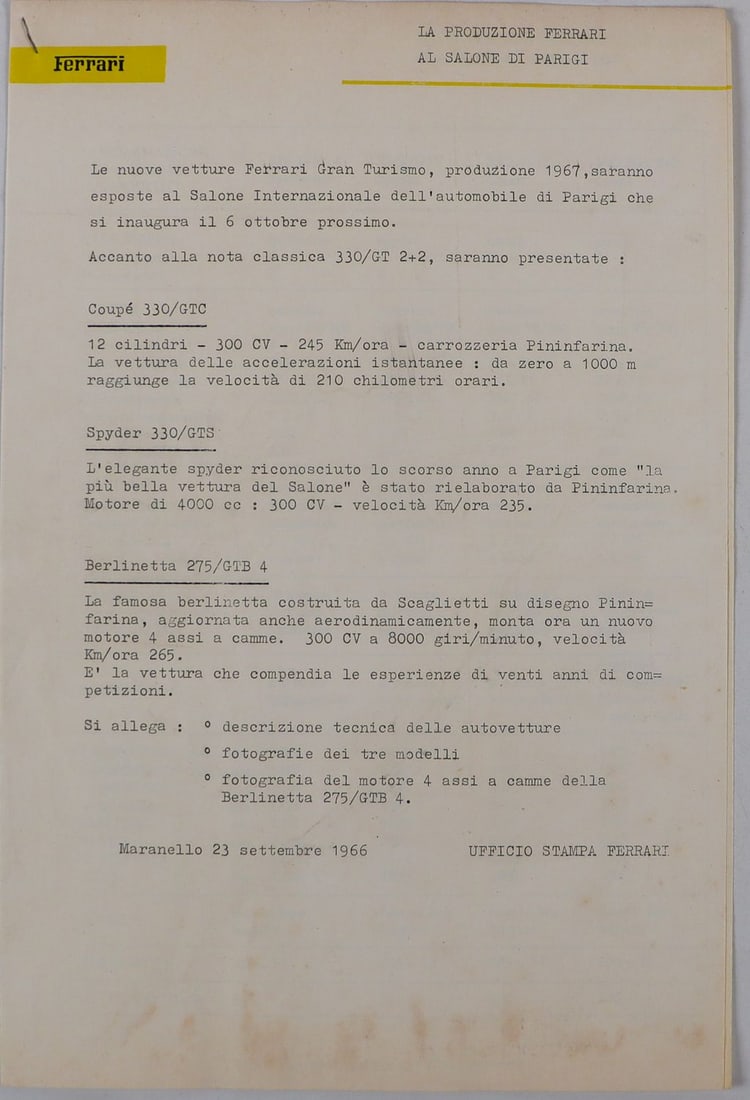 Ferrari
LA PRODUZIONE FERRARI
AL SALONE DI PARIGI
Le nuove vetture Ferrari Gran Turismo, produzione 1967,saranno
esposte al Salone Internazionale dell'automobile di Parigi che
si inaugura il 6 ottobre prossimo.
Accanto alla nota classica 330/GT 2+2, saranno presentate :
Coupé 330/GTC
12 cilindri - 300 CV - 245 Km/ora - carrozzeria Pininfarina.
La vettura delle accelerazioni istantanee : da zero a 1000 m
raggiunge la velocità di 210 chilometri orari.
Spyder 330/GTS
L'elegante spyder riconosciuto lo scorso anno a Parigi come "la
più bella vettura del Salone" è stato rielaborato da Pininfarina.
Motore di 4000 cc : 300 CV - velocità Km/ora 235.
Berlinetta 275/GTB 4
La famosa berlinetta costruita da Scaglietti su disegno Pinin=
farina, aggiornata anche aerodinamicamente, monta ora un nuovo
motore 4 assi a camme.  300 CV a 8000 giri/minuto, velocità
Km/ora 265.
E' la vettura che compendia le esperienze di venti anni di com=
petizioni.
Si allega : ° descrizione tecnica delle autovetture
° fotografie dei tre modelli
° fotografia del motore 4 assi a camme della
Berlinetta 275/GTB 4.
Maranello 23 settembre 1966 UFFICIO STAMPA FERRARI